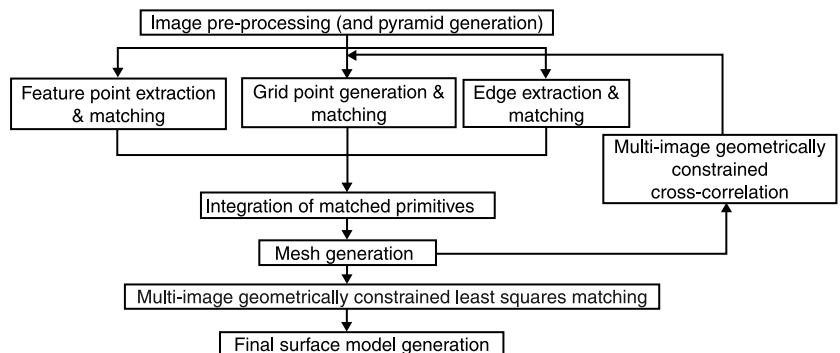 Image pre-processing (and pyramid generation)
Feature point extraction
& matching
Grid point generation &
matching
Edge extraction &
matching
Multi-image geometrically
constrained
cross-correlation
Integration of matched primitives
Mesh generation
Multi-image geometrically constrained least squares matching
Final surface model generation